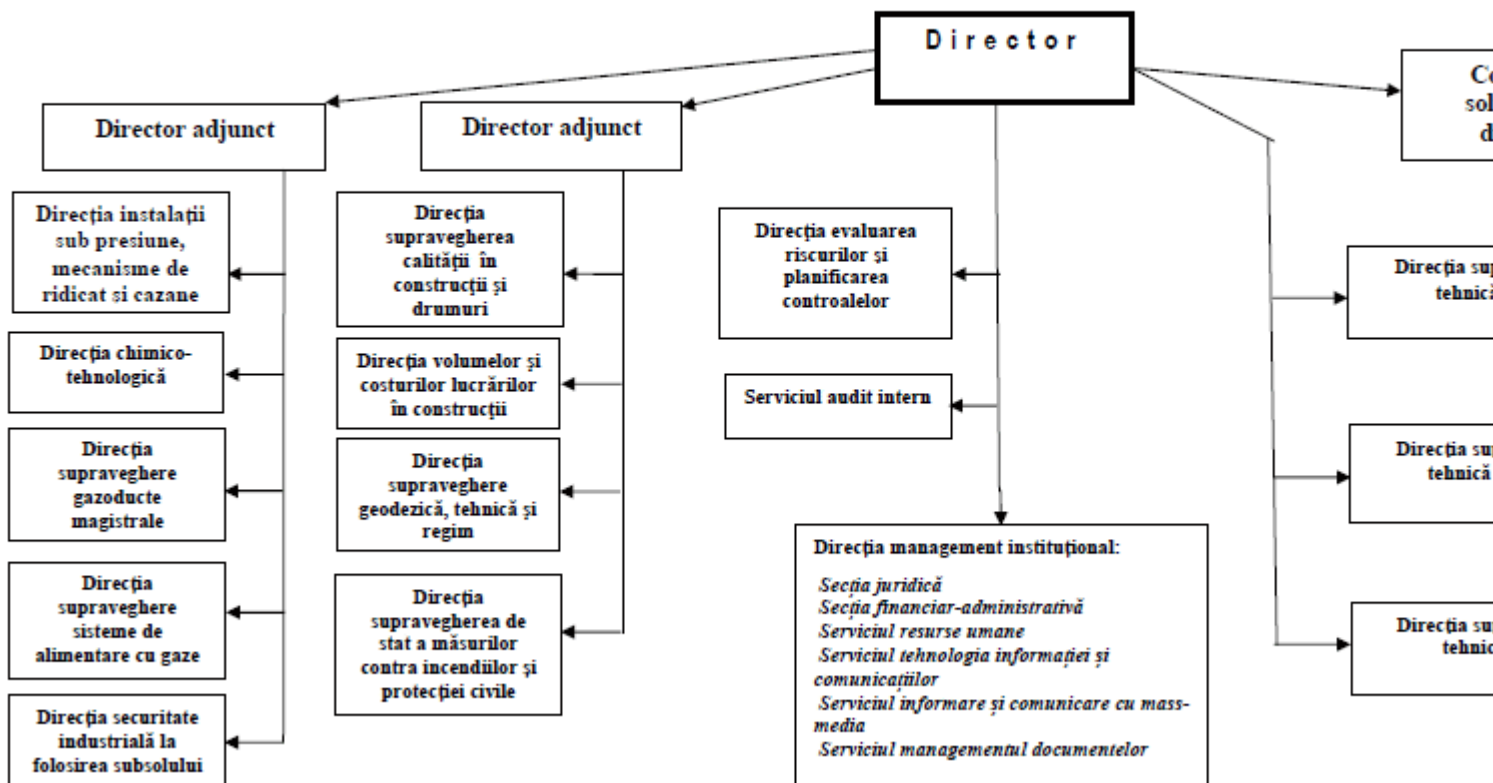 Director
Director adjunct
Direcția instalații
sub presiune,
mecanisme de
ridicat și cazane
Direcția chimico-
tehnologică
Direcția
supraveghere
gazoducte
magistrale
Direcția
supraveghere
sisteme de
alimentare cu gaze
Direcția securitate
industrială la
folosirea subsolului
Director adjunct
Direcția
supravegherea
calității în
construcții și
drumuri
Direcția volumelor și
costurilor lucrărilor
în construcții
Direcția
supraveghere
geodezică, tehnică și
regim
Direcția
supravegherea de
stat a măsurilor
contra incendiilor și
protecției civile
Direcția evaluarea
riscurilor și
planificarea
controalelor
Serviciul audit intern
Direcția management instituțional:
Secția juridică
Secția financiar-administrativă
Serviciul resurse umane
Serviciul tehnologia informației și
comunicațiilor
Serviciul informare și comunicare cu mass-
media
Serviciul managementul documentelor
Direcția
tehnică
Direcția
tehnică
Direcția